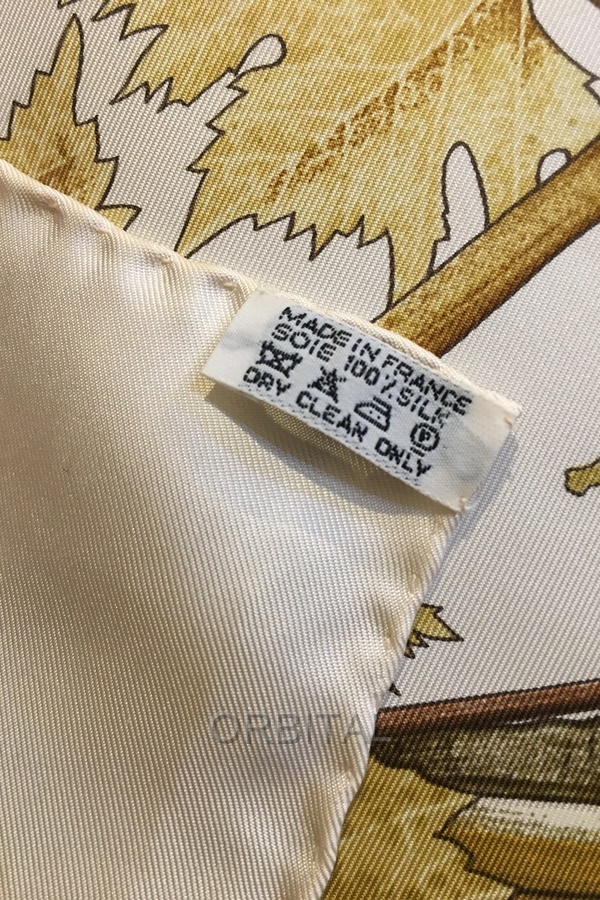 MADE IN FRANCE
SOIE 100% SILK
P
DRY CLEAN ONLY
ORBITAL